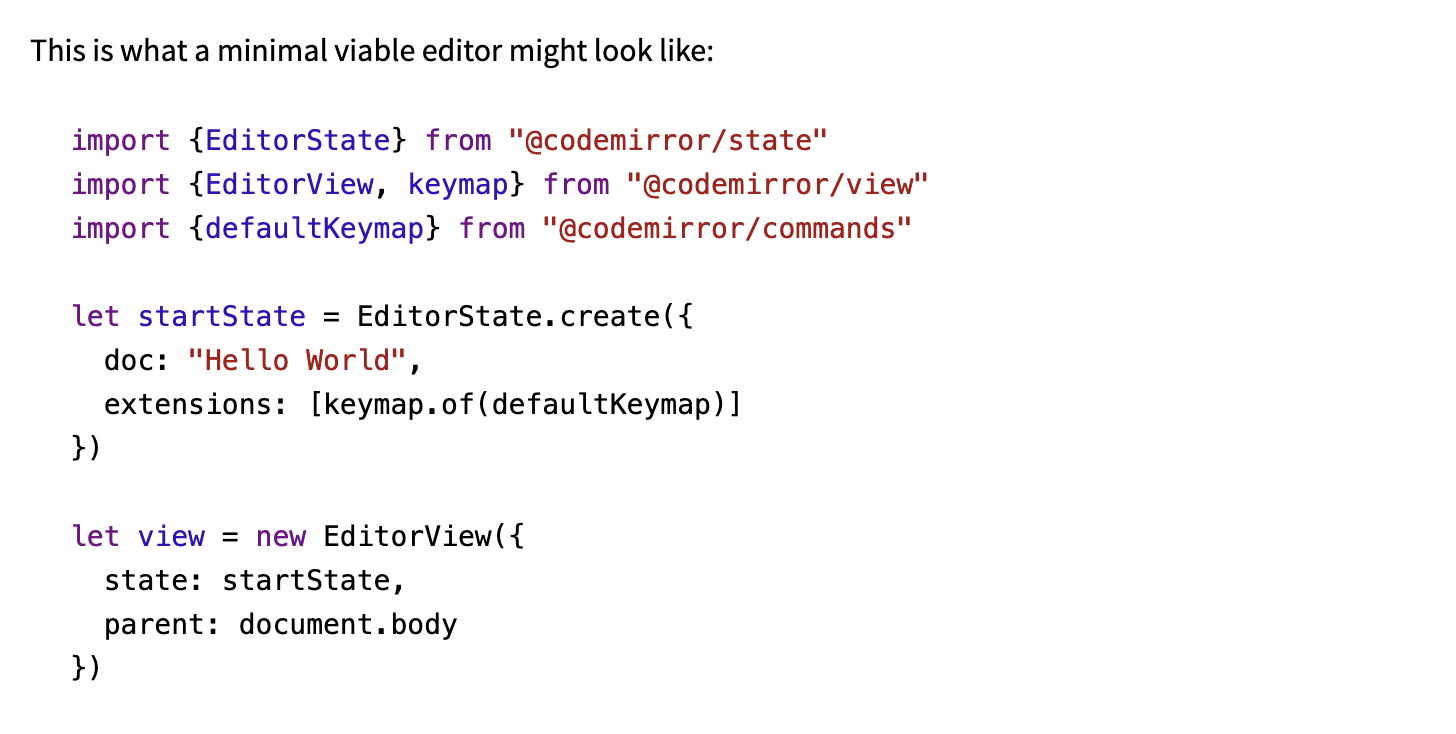 This is what a minimal viable editor might look like:
import {EditorState} from "@codemirror/state"
import {EditorView, keymap} from "@codemirror/view"
import {defaultKeymap} from "@codemirror/commands"
let startState = EditorState.create({
  doc: "Hello World",
  extensions: [keymap.of(defaultKeymap)]
})
let view = new EditorView({
  state: startState,
  parent: document.body
})